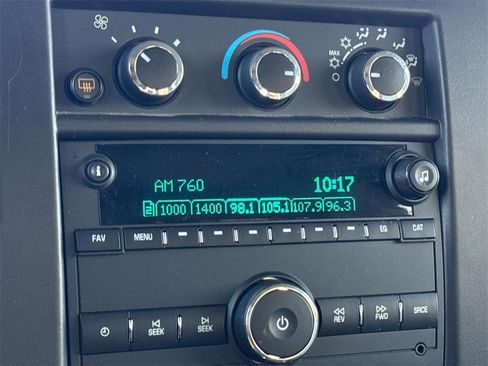 MAX
AM 760 10:17
2 1000 1400 98.1 105.1 107.9 96.3
FAV MENU EQ CAT
SEEK SEEK REV FWD SRCE